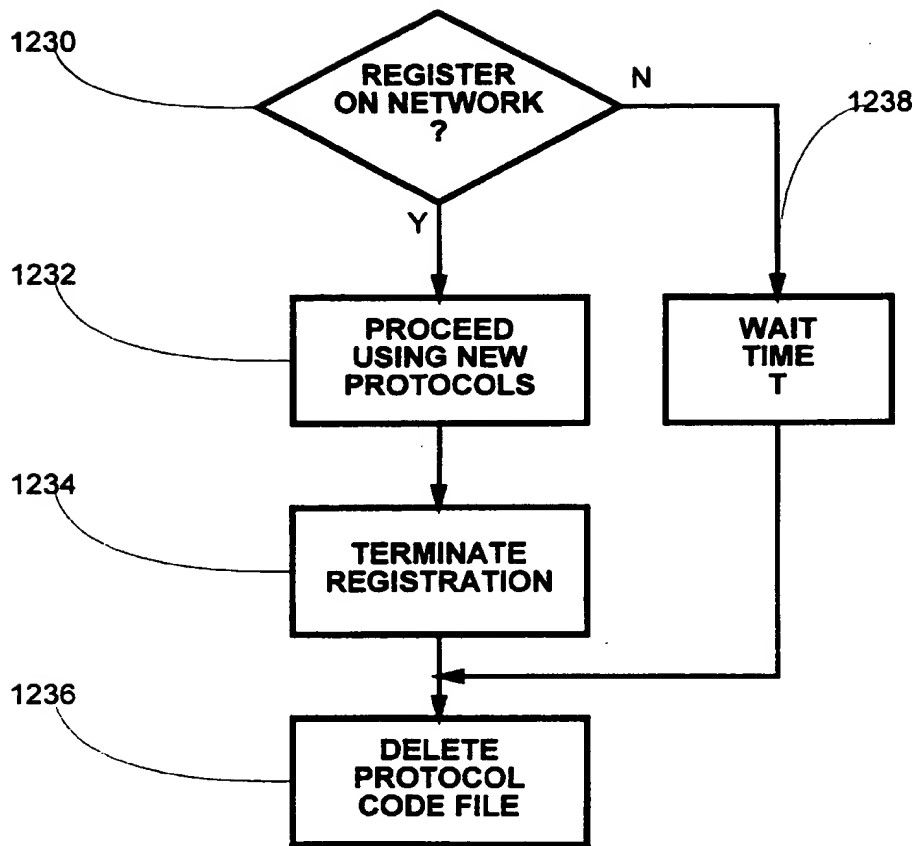 1230
REGISTER
ON NETWORK
?
N
1238
Y
1232
PROCEED
USING NEW
PROTOCOLS
WAIT
TIME
T
1234
TERMINATE
REGISTRATION
1236
DELETE
PROTOCOL
CODE FILE